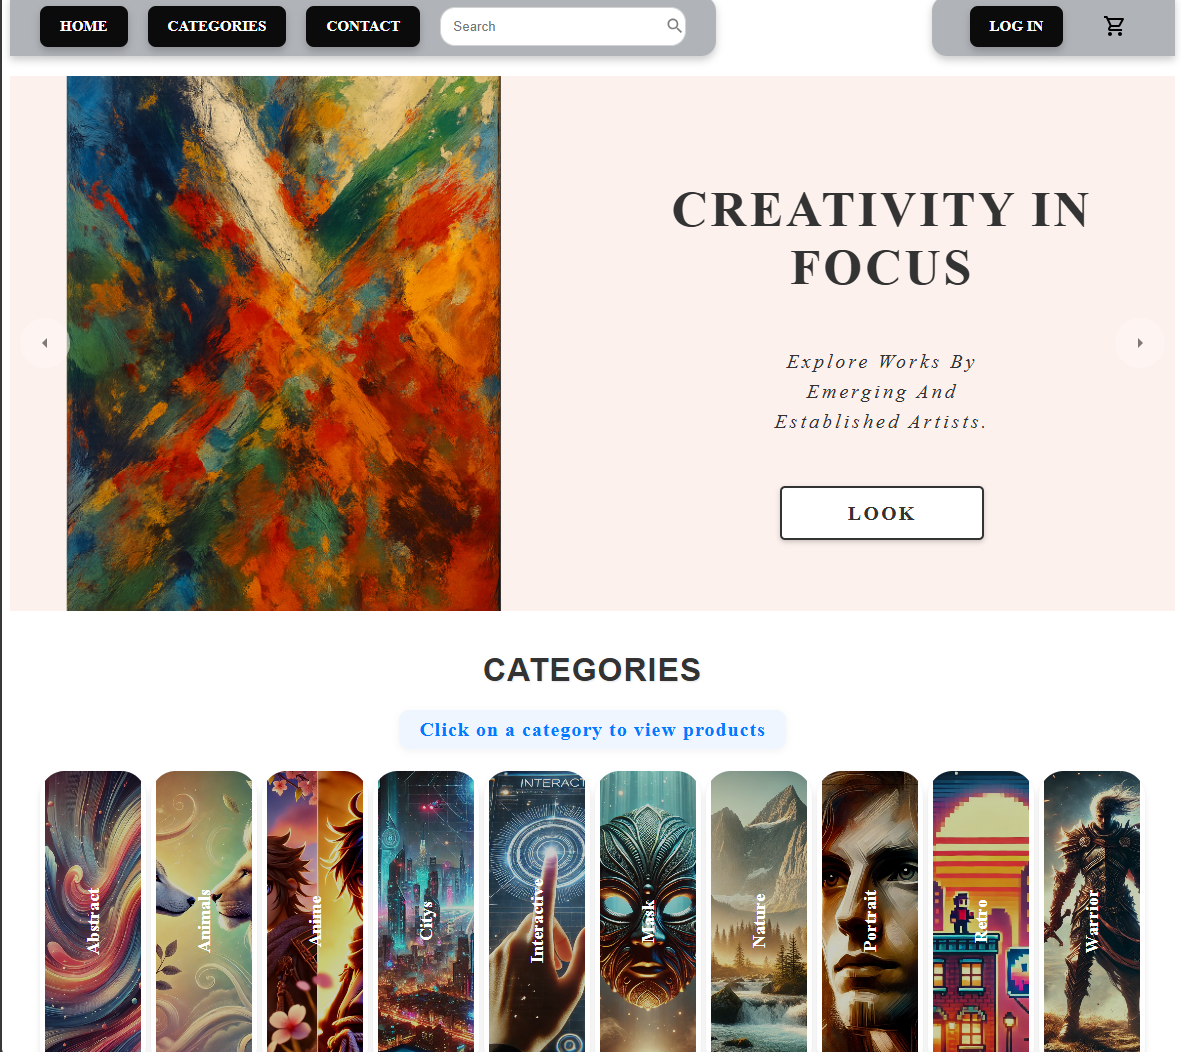 HOME CATEGORIES CONTACT Search LOG IN
CREATIVITY IN
FOCUS
Explore Works By
Emerging And
Established Artists.
LOOK
CATEGORIES
Click on a category to view products
INTERACT
Abstract
Animals
Anime
Citys
Interactive
Mask
Nature
Portrait
Retro
Warrior